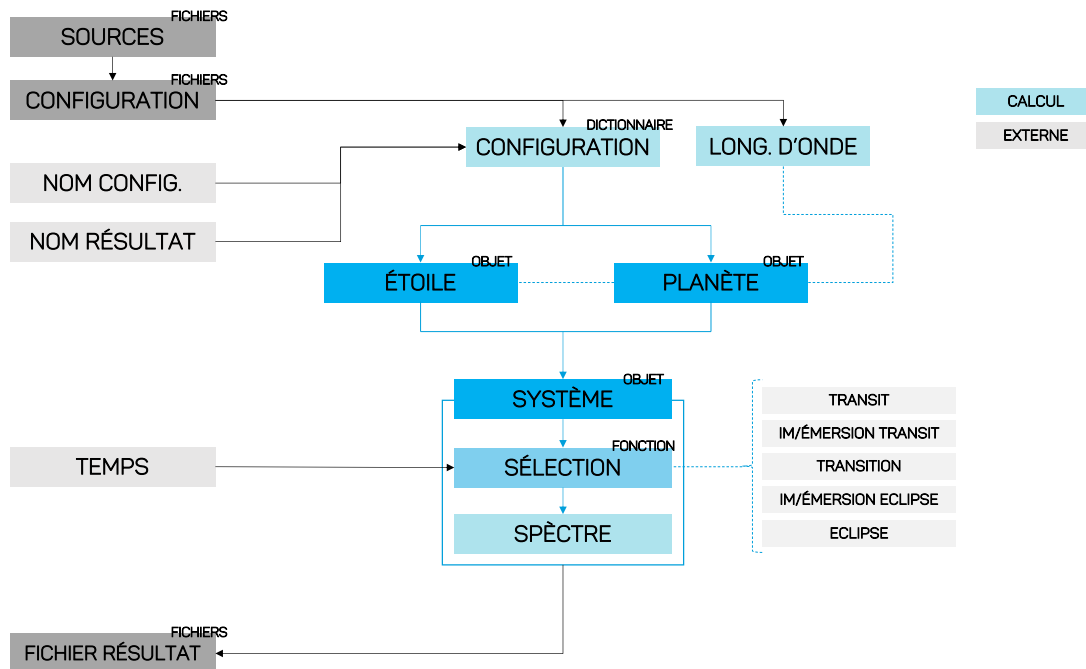 FICHIERS
SOURCES
FICHIERS
CONFIGURATION
CALCUL
EXTERNE
DICTIONNAIRE
CONFIGURATION
LONG. D'ONDE
NOM CONFIG.
NOM RÉSULTAT
OBJET
ÉTOILE
OBJET
PLANÈTE
OBJET
SYSTÈME
TEMPS
FONCTION
SÉLECTION
SPÈCTRE
TRANSIT
IM/ÉMERSION TRANSIT
TRANSITION
IM/ÉMERSION ECLIPSE
ECLIPSE
FICHIERS
FICHIER RÉSULTAT